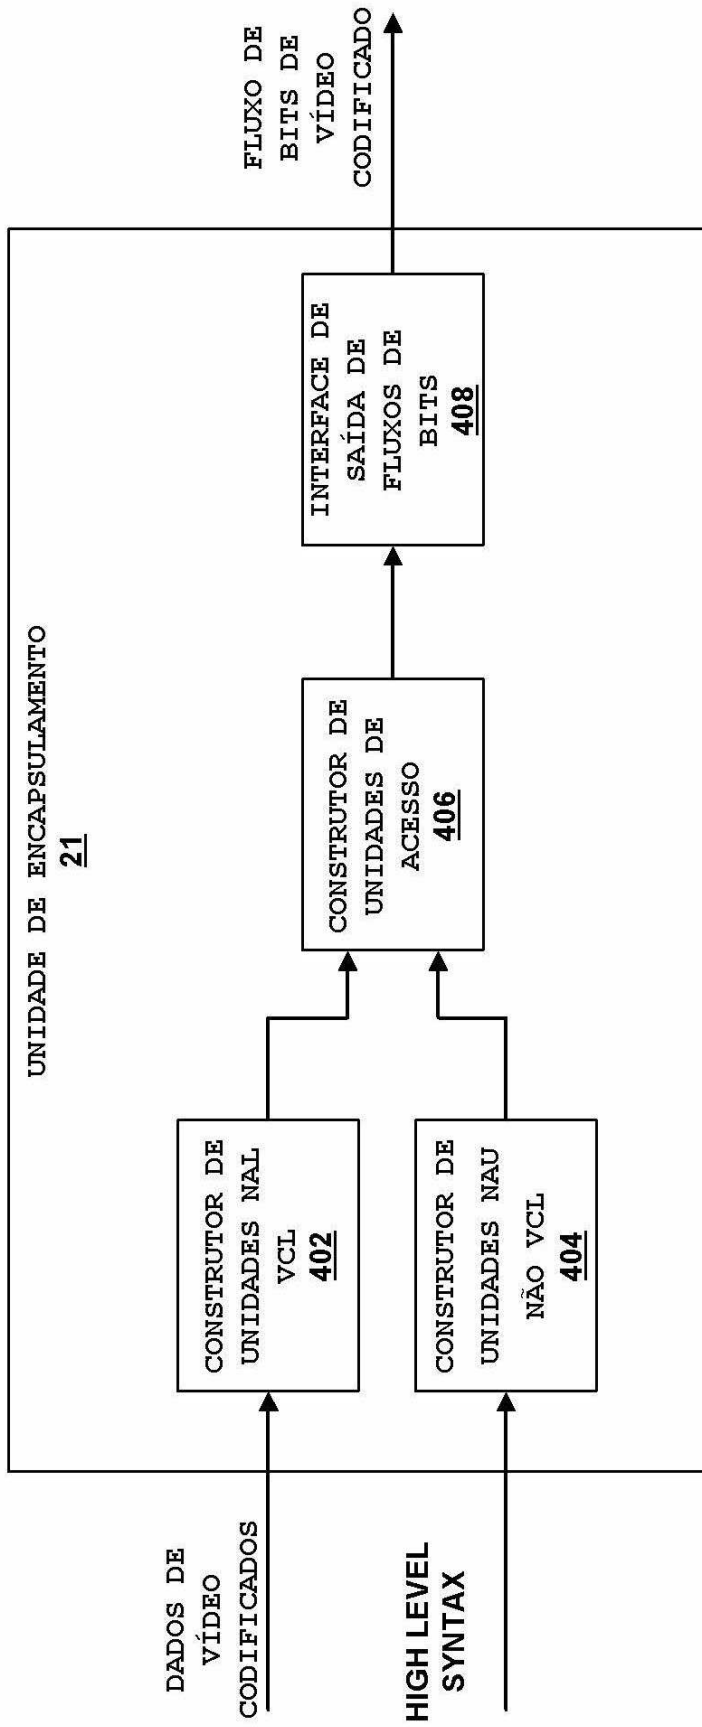 UNIDADE DE ENCAPSULAMENTO
21
DADOS DE
VÍDEO
CODIFICADOS
HIGH LEVEL
SYNTAX
CONSTRUTOR DE
UNIDADES NAL
VCL
402
CONSTRUTOR DE
UNIDADES NAU
NÃO VCL
404
CONSTRUTOR DE
UNIDADES DE
ACESSO
406
INTERFACE DE
SAÍDA DE
FLUXOS DE
BITS
408
FLUXO DE
BITS DE
VÍDEO
CODIFICADO